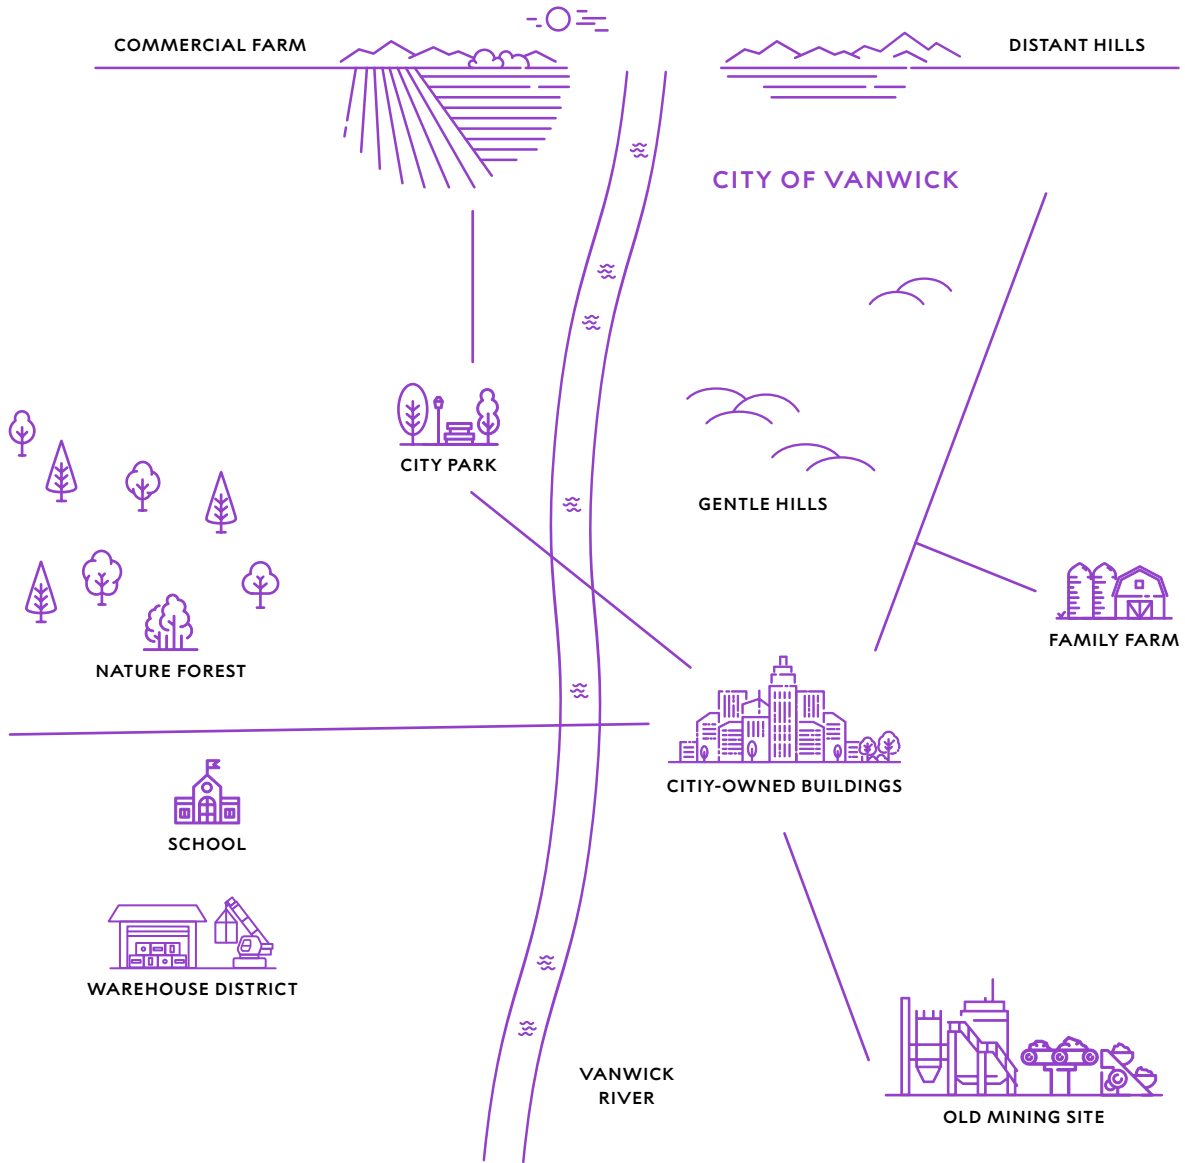 COMMERCIAL FARM
DISTANT HILLS
CITY OF VANWICK
CITY PARK
GENTLE HILLS
FAMILY FARM
NATURE FOREST
CITIY-OWNED BUILDINGS
SCHOOL
WAREHOUSE DISTRICT
VANWICK
RIVER
OLD MINING SITE